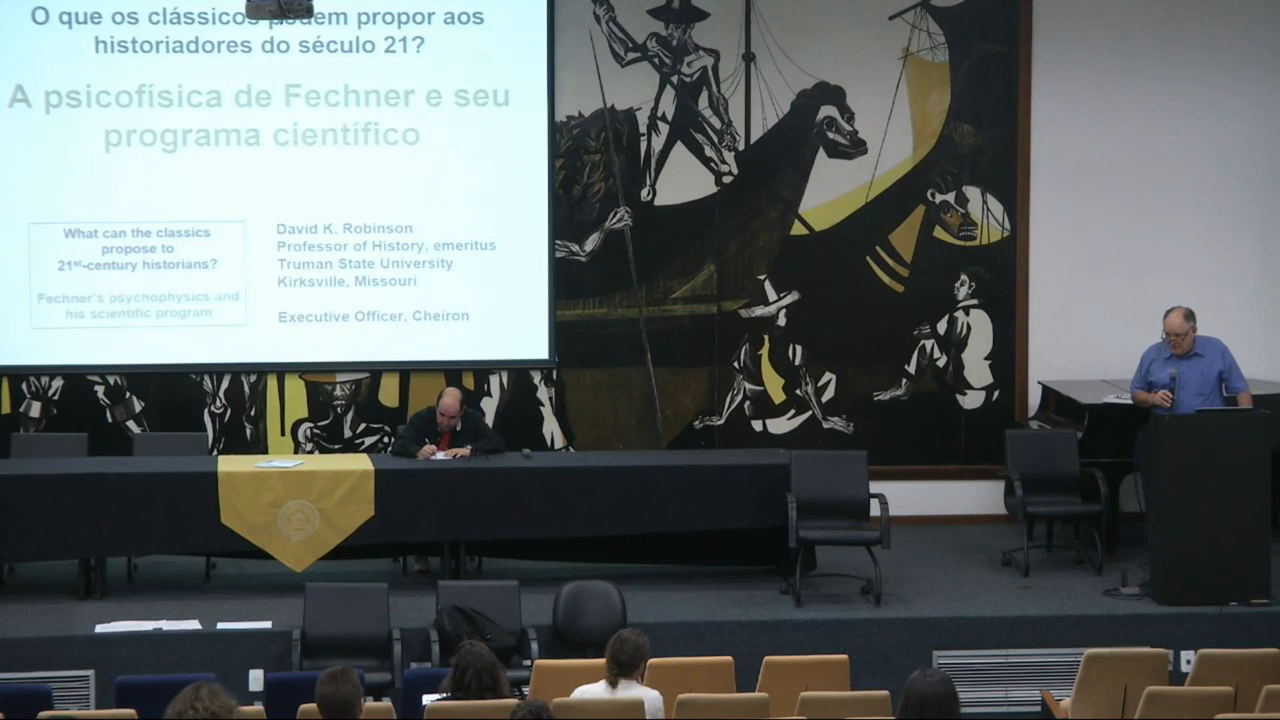 O que os clássicos podem propor aos
historiadores do século 21?
A psicofísica de Fechner e seu
programa científico
What can the classics
propose to
21st-century historians?
Fechner's psychophysics and
his scientific program
David K. Robinson
Professor of History, emeritus
Truman State University
Kirksville, Missouri
Executive Officer, Cheiron